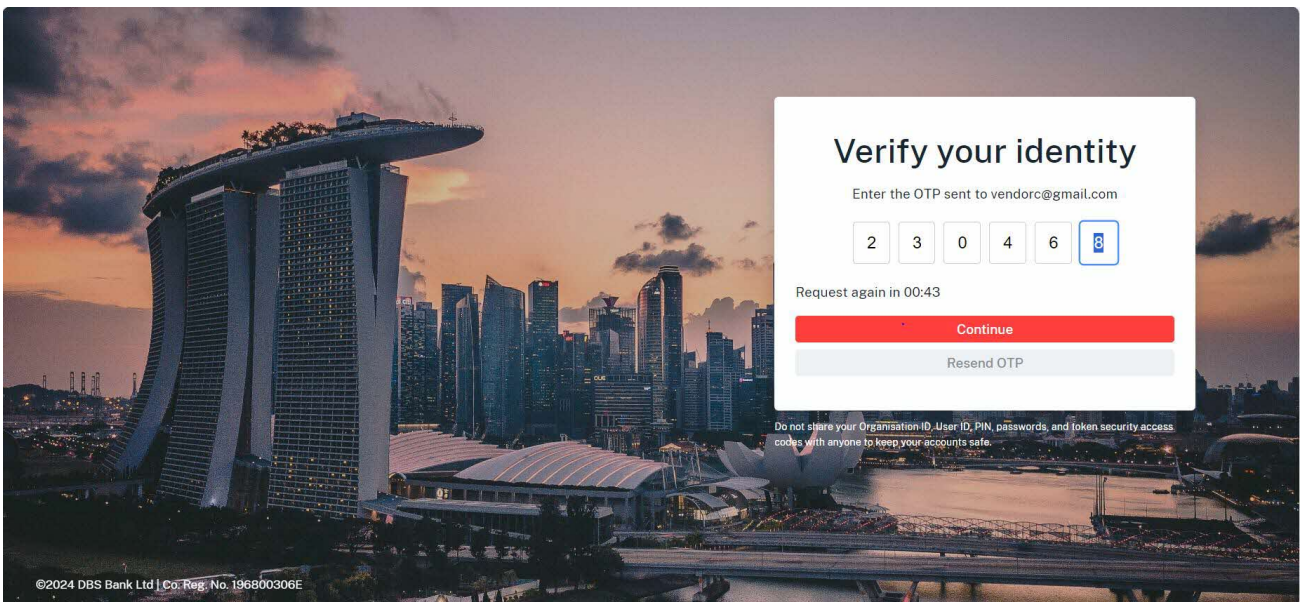 Verify your identity
Enter the OTP sent to vendorc@gmail.com
2 3 0 4 6 8
Request again in 00:43
Continue
Resend OTP
Do not share your Organisation ID, User ID, PIN, passwords, and token security access
codes with anyone to keep your accounts safe.
©2024 DBS Bank Ltd | Co. Reg. No. 196800306E